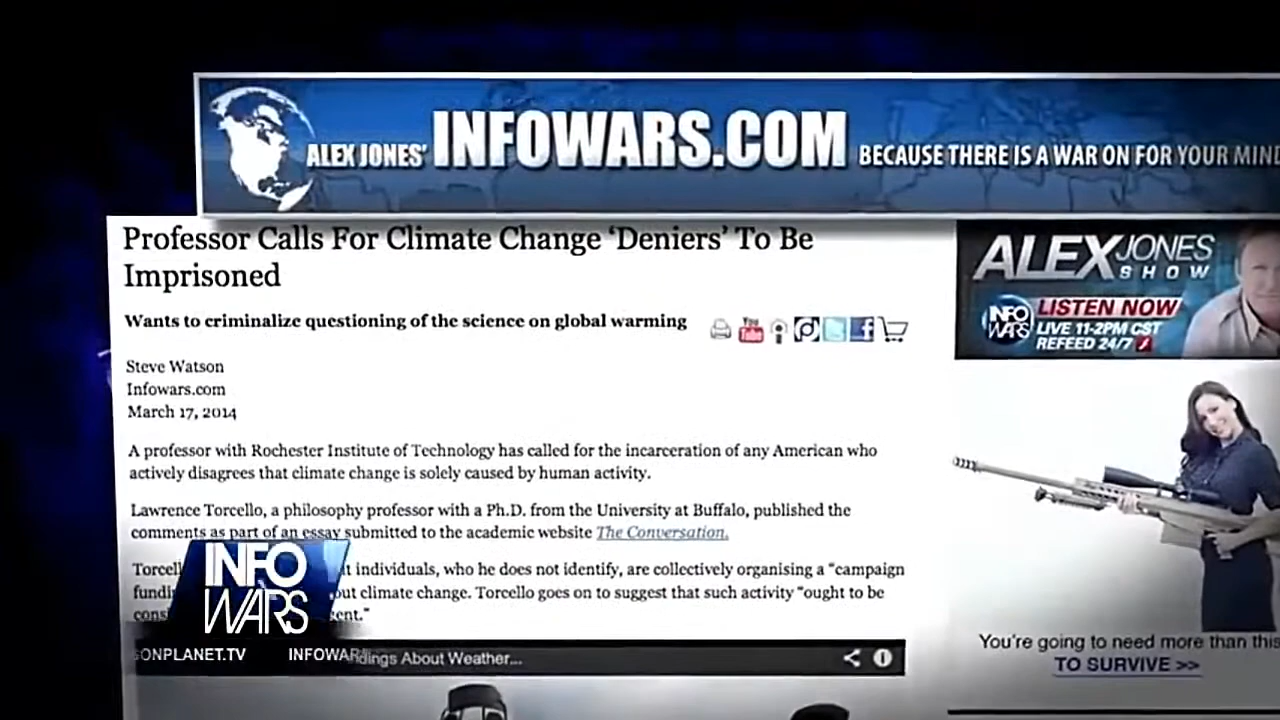 ALEX JONES' INFOWARS.COM BECAUSE THERE IS A WAR ON FOR YOUR MIND
Professor Calls For Climate Change ‘Deniers’ To Be
Imprisoned
Wants to criminalize questioning of the science on global warming
You
Tube
Steve Watson
Infowars.com
March 17, 2014
A professor with Rochester Institute of Technology has called for the incarceration of any American who
actively disagrees that climate change is solely caused by human activity.
Lawrence Torcello, a philosophy professor with a Ph.D. from the University at Buffalo, published the
comments as part of an essay submitted to the academic website The Conversation.
individuals, who he does not identify, are collectively organising a “campaign
climate change. Torcello goes on to suggest that such activity “ought to be
INFO
WARS
Weather...
About
ALEX JONES
SHOW
INFO
WARS
LISTEN NOW
LIVE 11-2PM CST
REFEED 24/7
You're going to need more than this
TO SURVIVE >>